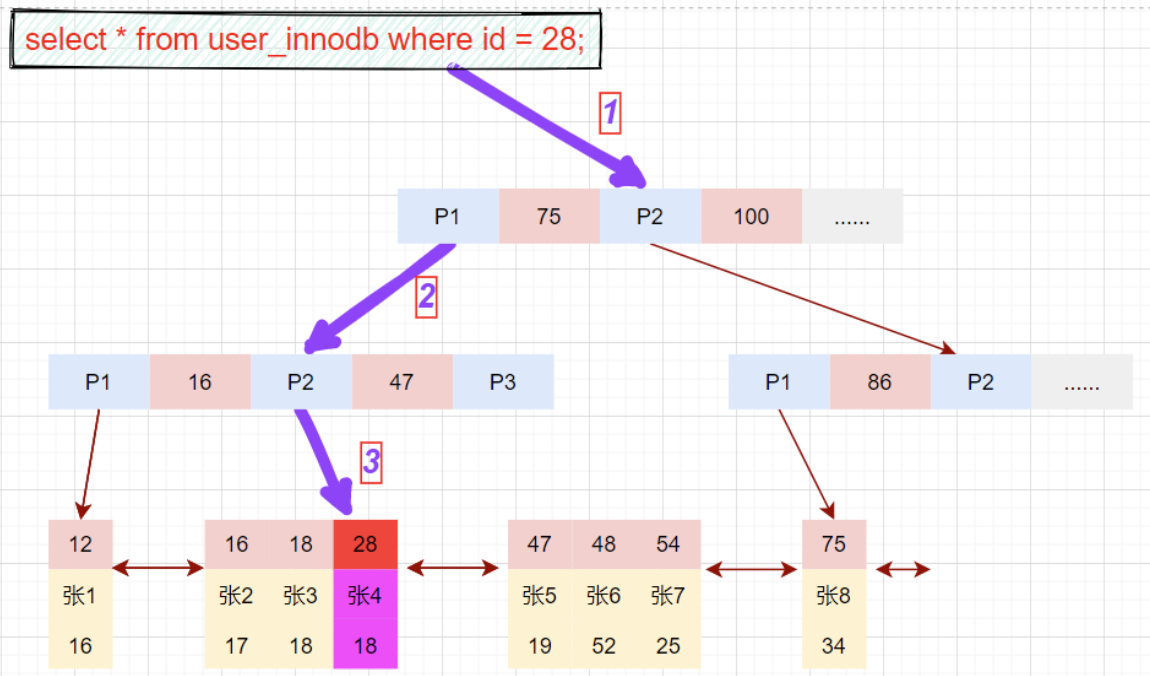 select * from user_innodb where id = 28;
1
P1 75 P2 100 ......
2
P1 16 P2 47 P3
P1 86 P2 ......
3
12 16 18 28 47 48 54 75
张1 张2 张3 张4 张5 张6 张7 张8
16 17 18 18 19 52 25 34